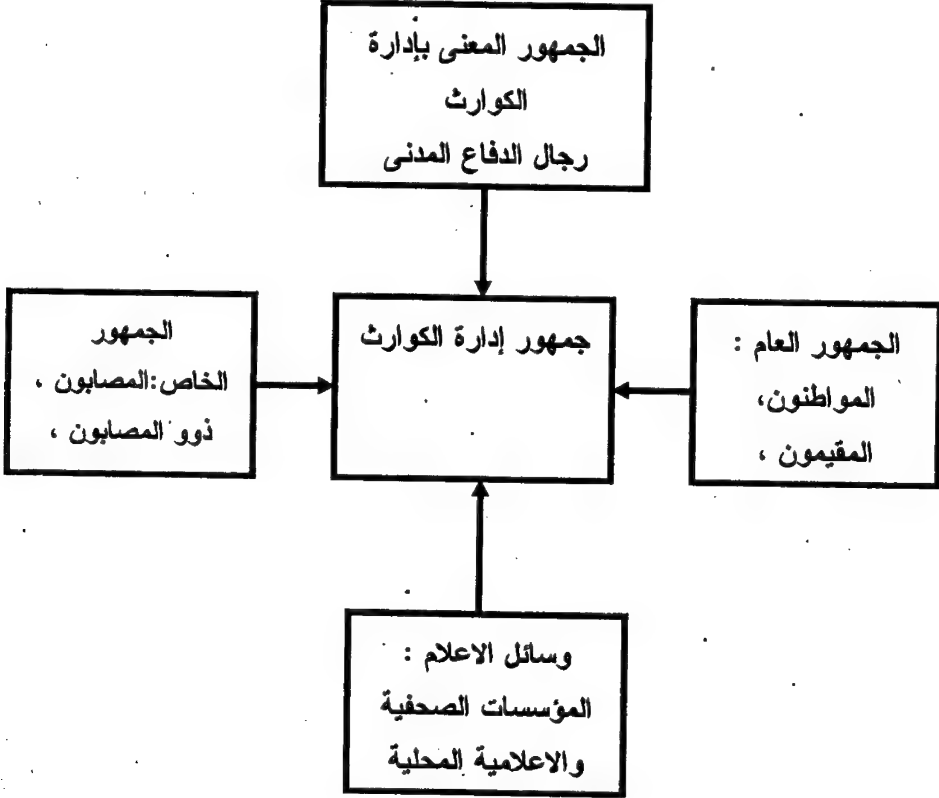 الجمهور المعنى بإدارة
الكوارث
رجال الدفاع المدنى
جمهور إدارة الكوارث
الجمهور العام :
المواطنون،
المقيمون ،
الجمهور
الخاص:المصابون ،
ذوو المصابون ،
وسائل الاعلام :
المؤسسات الصحفية
والاعلامية المحلية